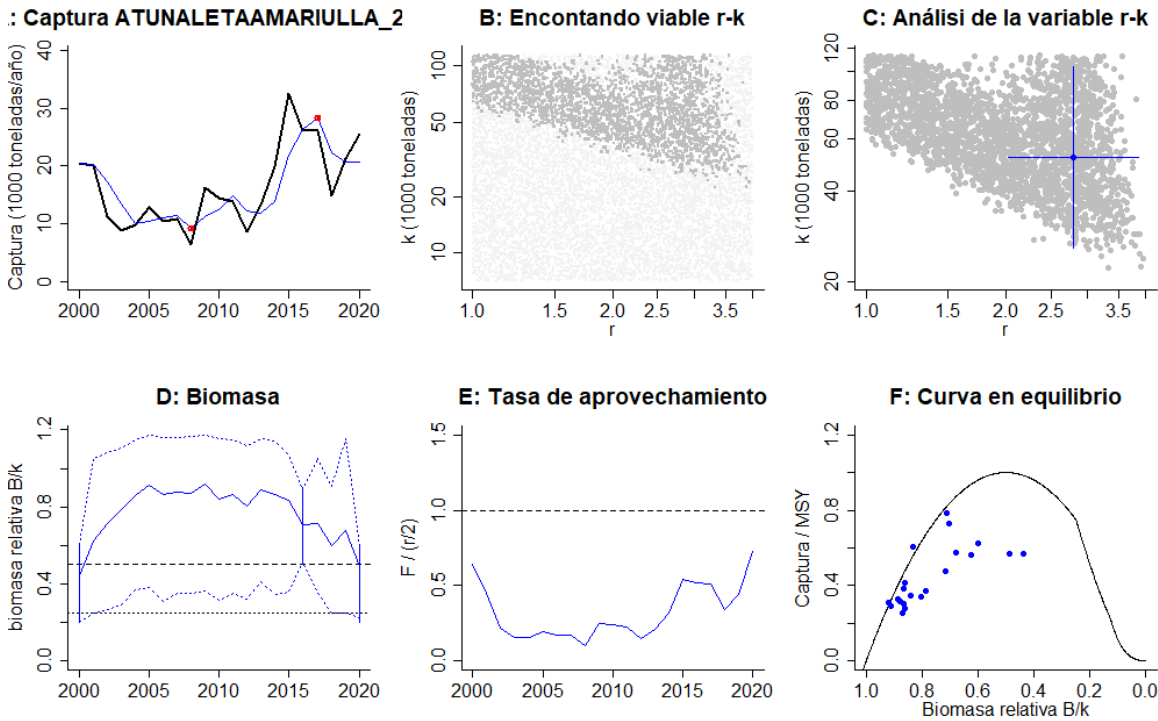 .: Captura ATUNALETAAMARIULLA_2
Captura (1000 toneladas/año)
0 10 20 30 40
2000 2005 2010 2015 2020
B: Encontando viable r-k
k (1000 toneladas)
10 20 50 100
1.0 1.5 2.0 2.5 3.5
r
C: Análisi de la variable r-k
k (1000 toneladas)
20 40 60 80 120
1.0 1.5 2.0 2.5 3.5
r
D: Biomasa
biomasa relativa B/k
0.0 0.4 0.8 1.2
2000 2005 2010 2015 2020
E: Tasa de aprovechamiento
F / (r/2)
0.0 0.5 1.0 1.5
2000 2005 2010 2015 2020
F: Curva en equilibrio
Captura / MSY
0.0 0.4 0.8 1.2
1.0 0.8 0.6 0.4 0.2 0.0
Biomasa relativa B/k